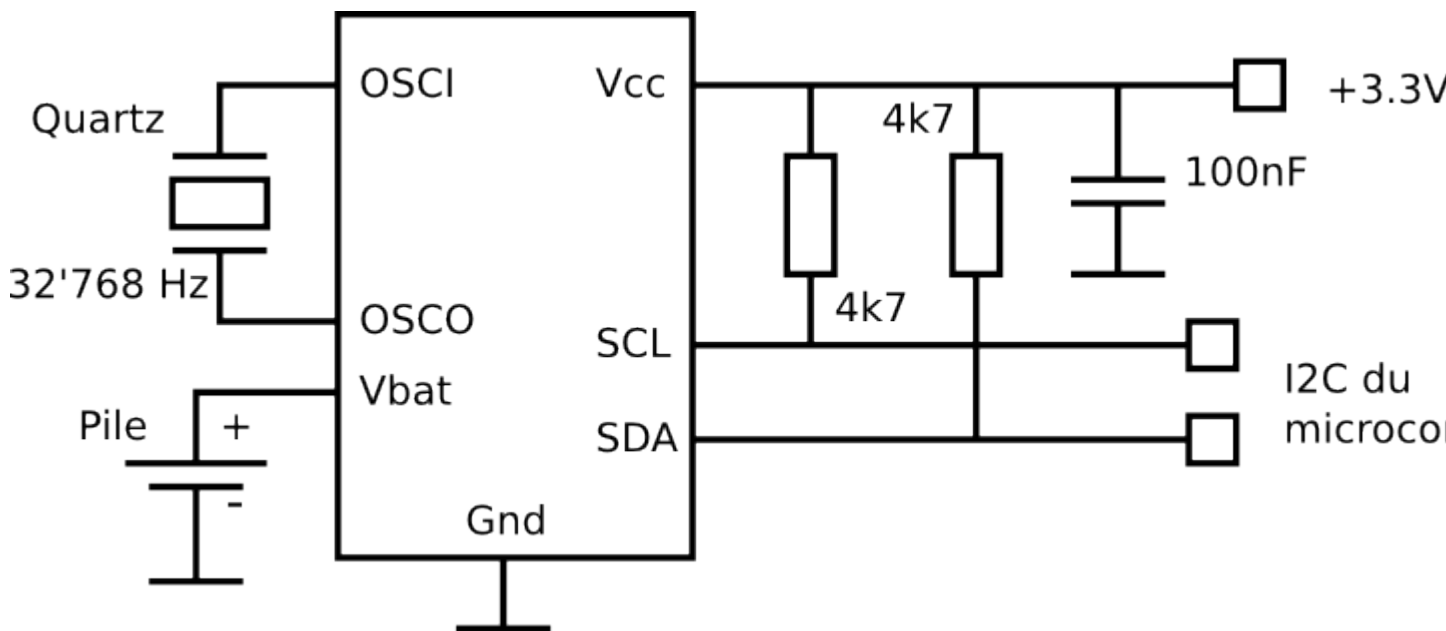 OSCI
Vcc
+3.3V
Quartz
4k7
100nF
32'768 Hz
4k7
OSCO
SCL
Vbat
I2C du
Pile
+
SDA
-
Gnd